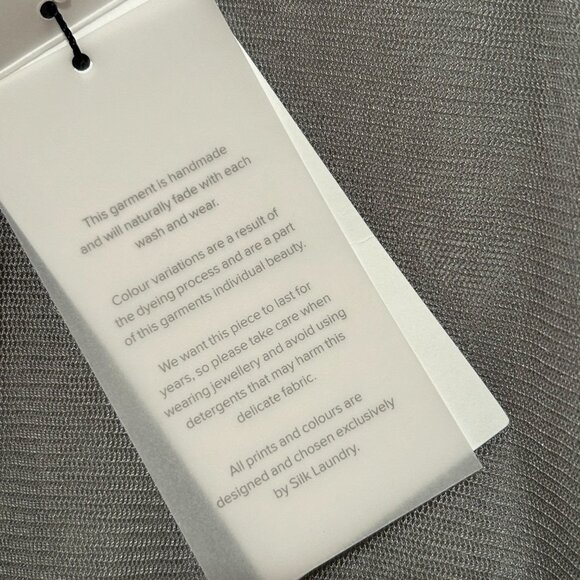 This garment is handmade
and will naturally fade with each
wash and wear.
Colour variations are a result of
the dyeing process and are a part
of this garments individual beauty.
We want this piece to last for
years, so please take care when
wearing jewellery and avoid using
detergents that may harm this
delicate fabric.
All prints and colours are
designed and chosen exclusively
by Silk Laundry.